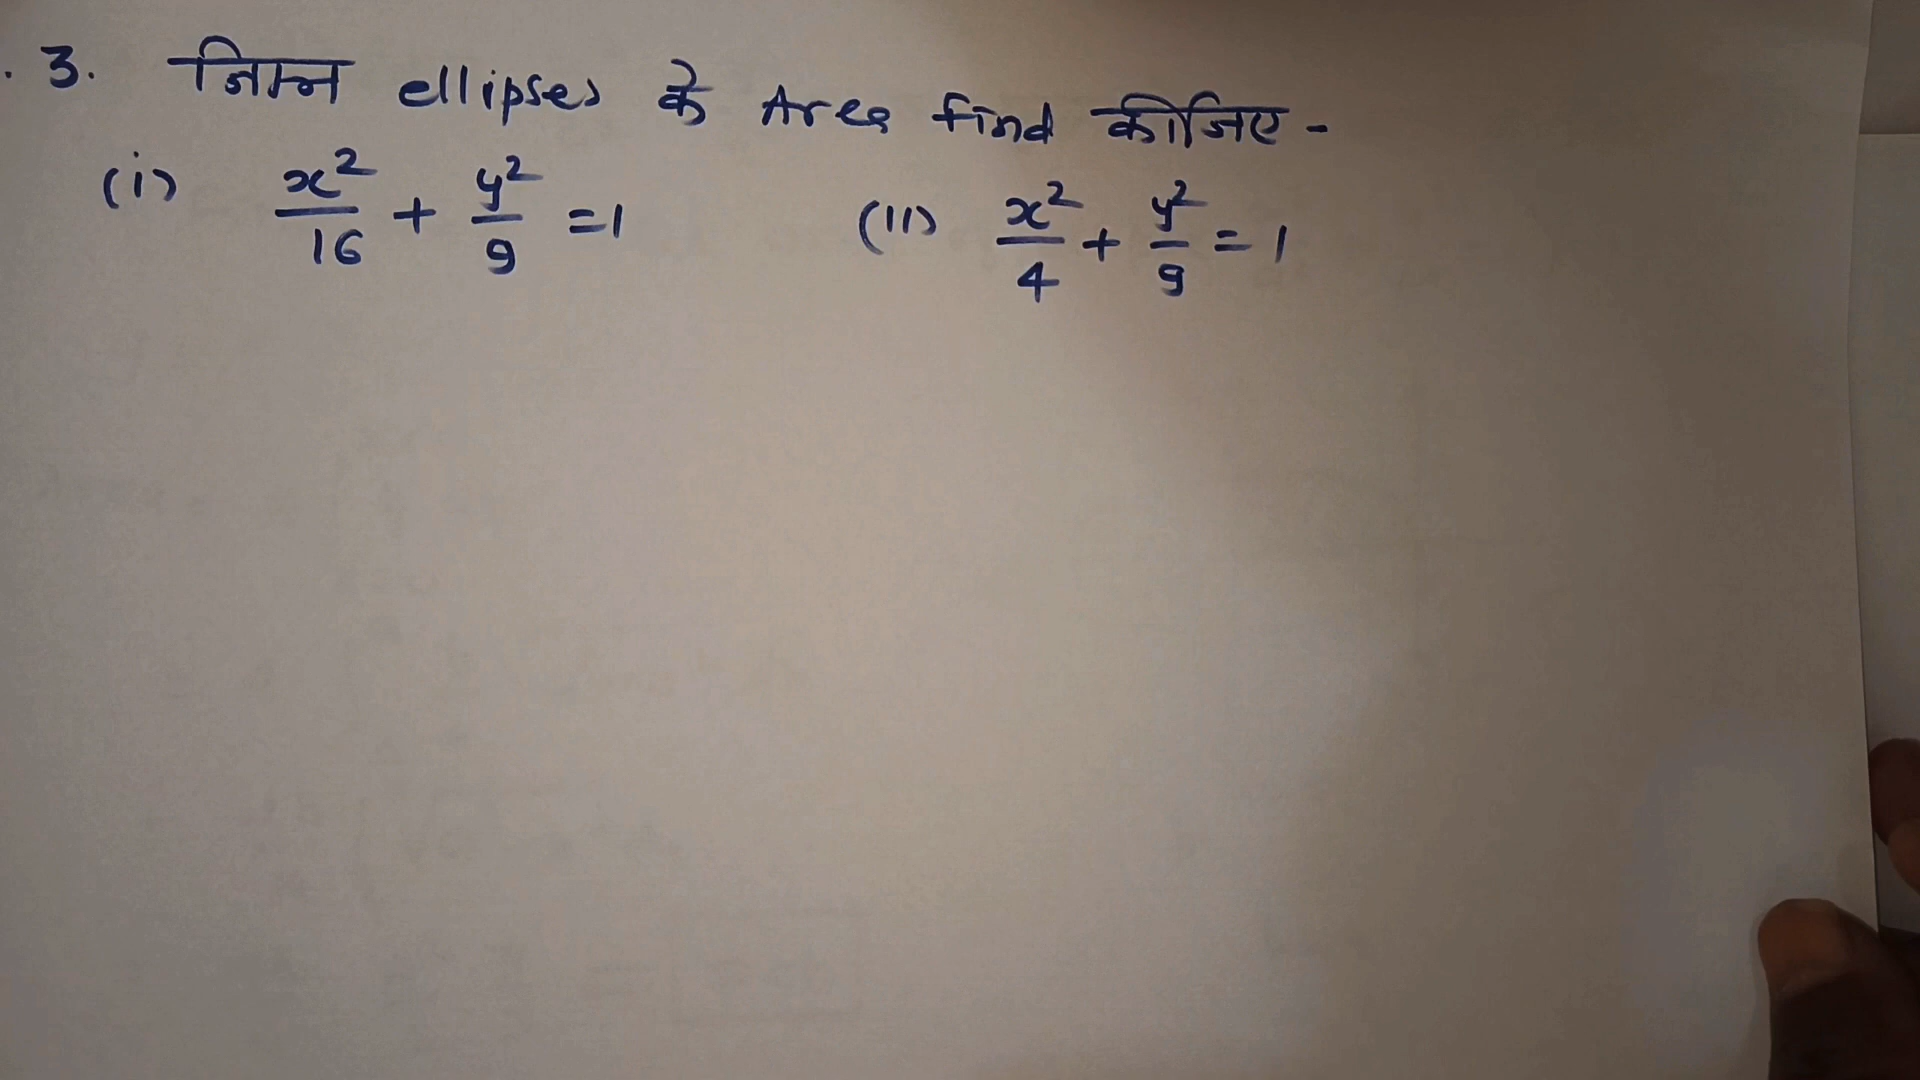 . 3. निम्न ellipses के Area find कीजिए -
(i) x²/16 + y²/9 = 1 (II) x²/4 + y²/9 = 1